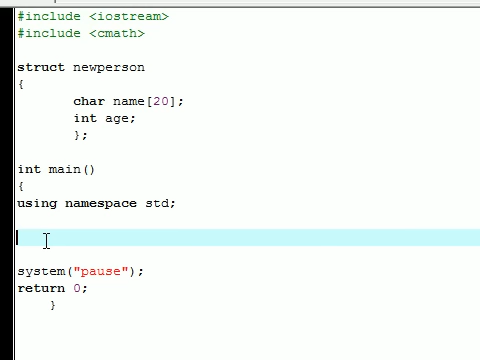 #include <iostream>
#include <cmath>
struct newperson
{
char name[20];
int age;
};
int main()
{
using namespace std;
system("pause");
return 0;
}